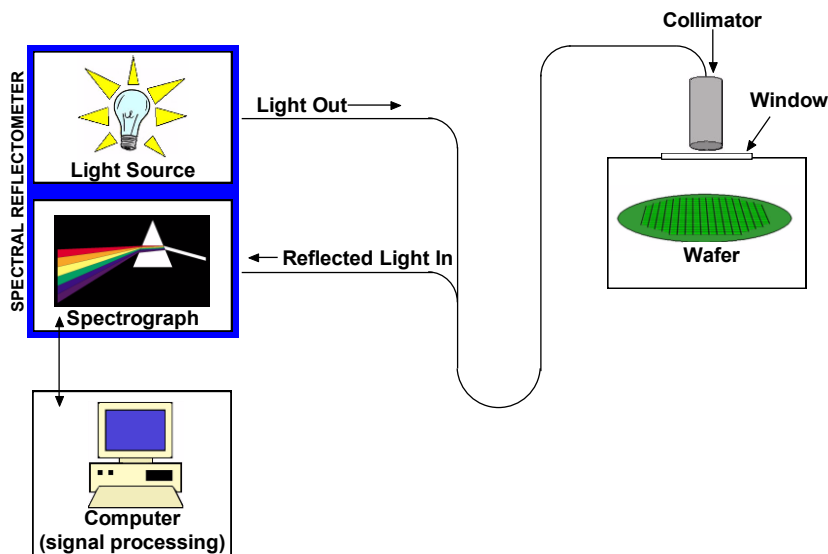 SPECTRAL REFLECTOMETER
Light Source
Spectrograph
Light Out
Reflected Light In
Collimator
Window
Wafer
Computer
(signal processing)